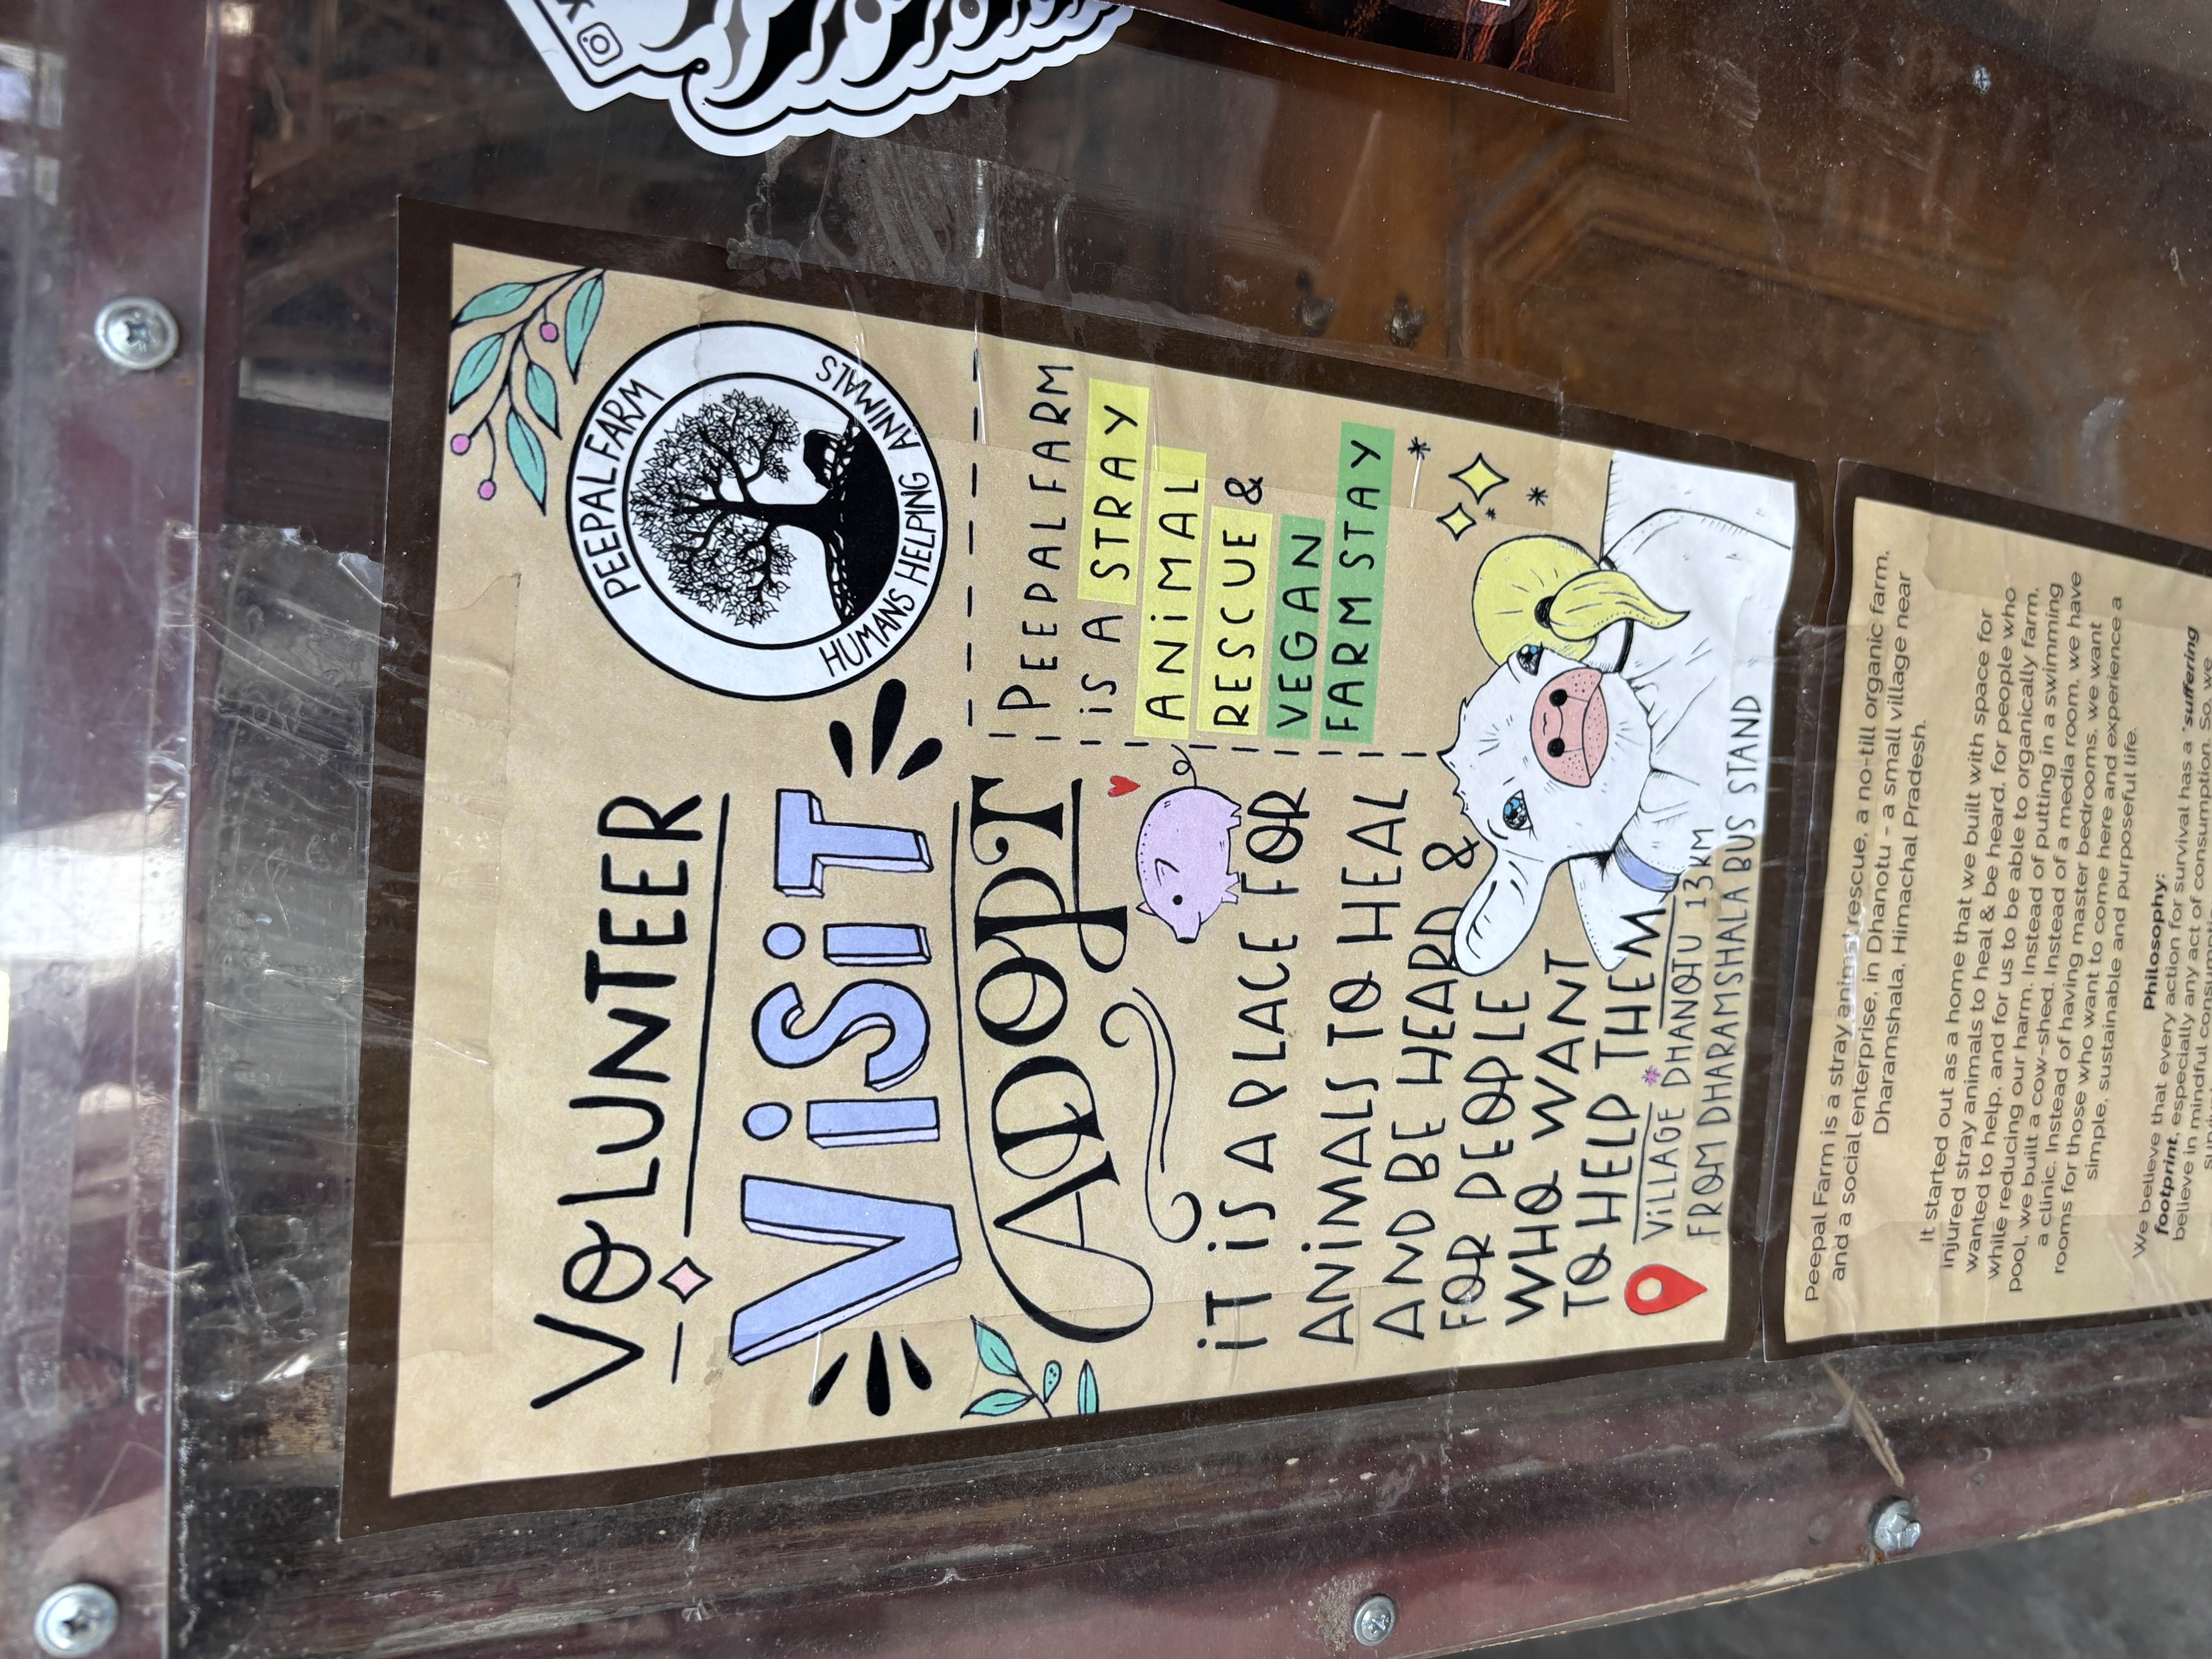 VOLUNTEER
VISIT
ADOPT
PEEPAL FARM
HUMANS HELPING ANIMALS
PEEPAL FARM
IS A STRAY
ANIMAL
RESCUE &
VEGAN
FARM STAY
IT IS A PLACE FOR
ANIMALS TO HEAL
AND BE HEARD &
FOR PEOPLE
WHO WANT
TO HELP THEM
VILLAGE DHANOTU 13KM
FROM DHARAMSHALA BUS STAND
Peepal Farm is a stray animal rescue, a no-till organic farm,
and a social enterprise, in Dhanotu - a small village near
Dharamshala, Himachal Pradesh.
It started out as a home that we built with space for
injured stray animals to heal & be heard, for people who
wanted to help, and for us to be able to organically farm,
while reducing our harm. Instead of putting in a swimming
pool, we built a cow-shed. Instead of a media room, we have
a clinic. Instead of having master bedrooms, we want
rooms for those who want to come here and experience a
simple, sustainable and purposeful life.
Philosophy:
We believe that every action for survival has a "suffering
footprint, especially any act of consumption. So, we
believe in mindful